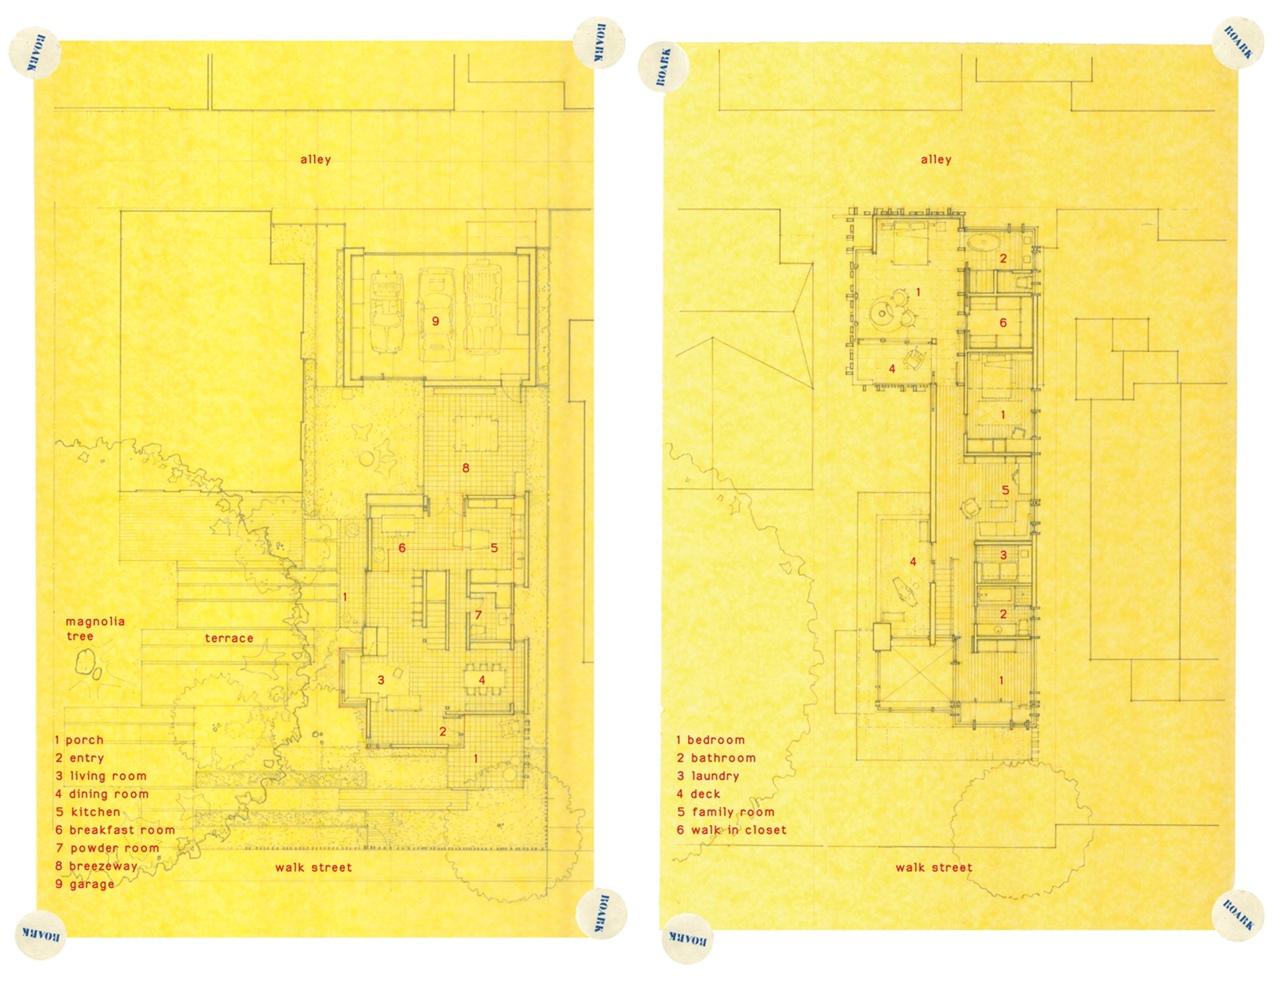 ROARK
ROARK
alley
9
8
6
5
1
7
magnolia
tree
terrace
3
4
2
1
1 porch
2 entry
3 living room
4 dining room
5 kitchen
6 breakfast room
7 powder room
8 breezeway
9 garage
walk street
ROARK
ROARK
ROARK
ROARK
alley
2
1
6
4
1
5
3
4
2
1
1 bedroom
2 bathroom
3 laundry
4 deck
5 family room
6 walk in closet
walk street
ROARK
ROARK